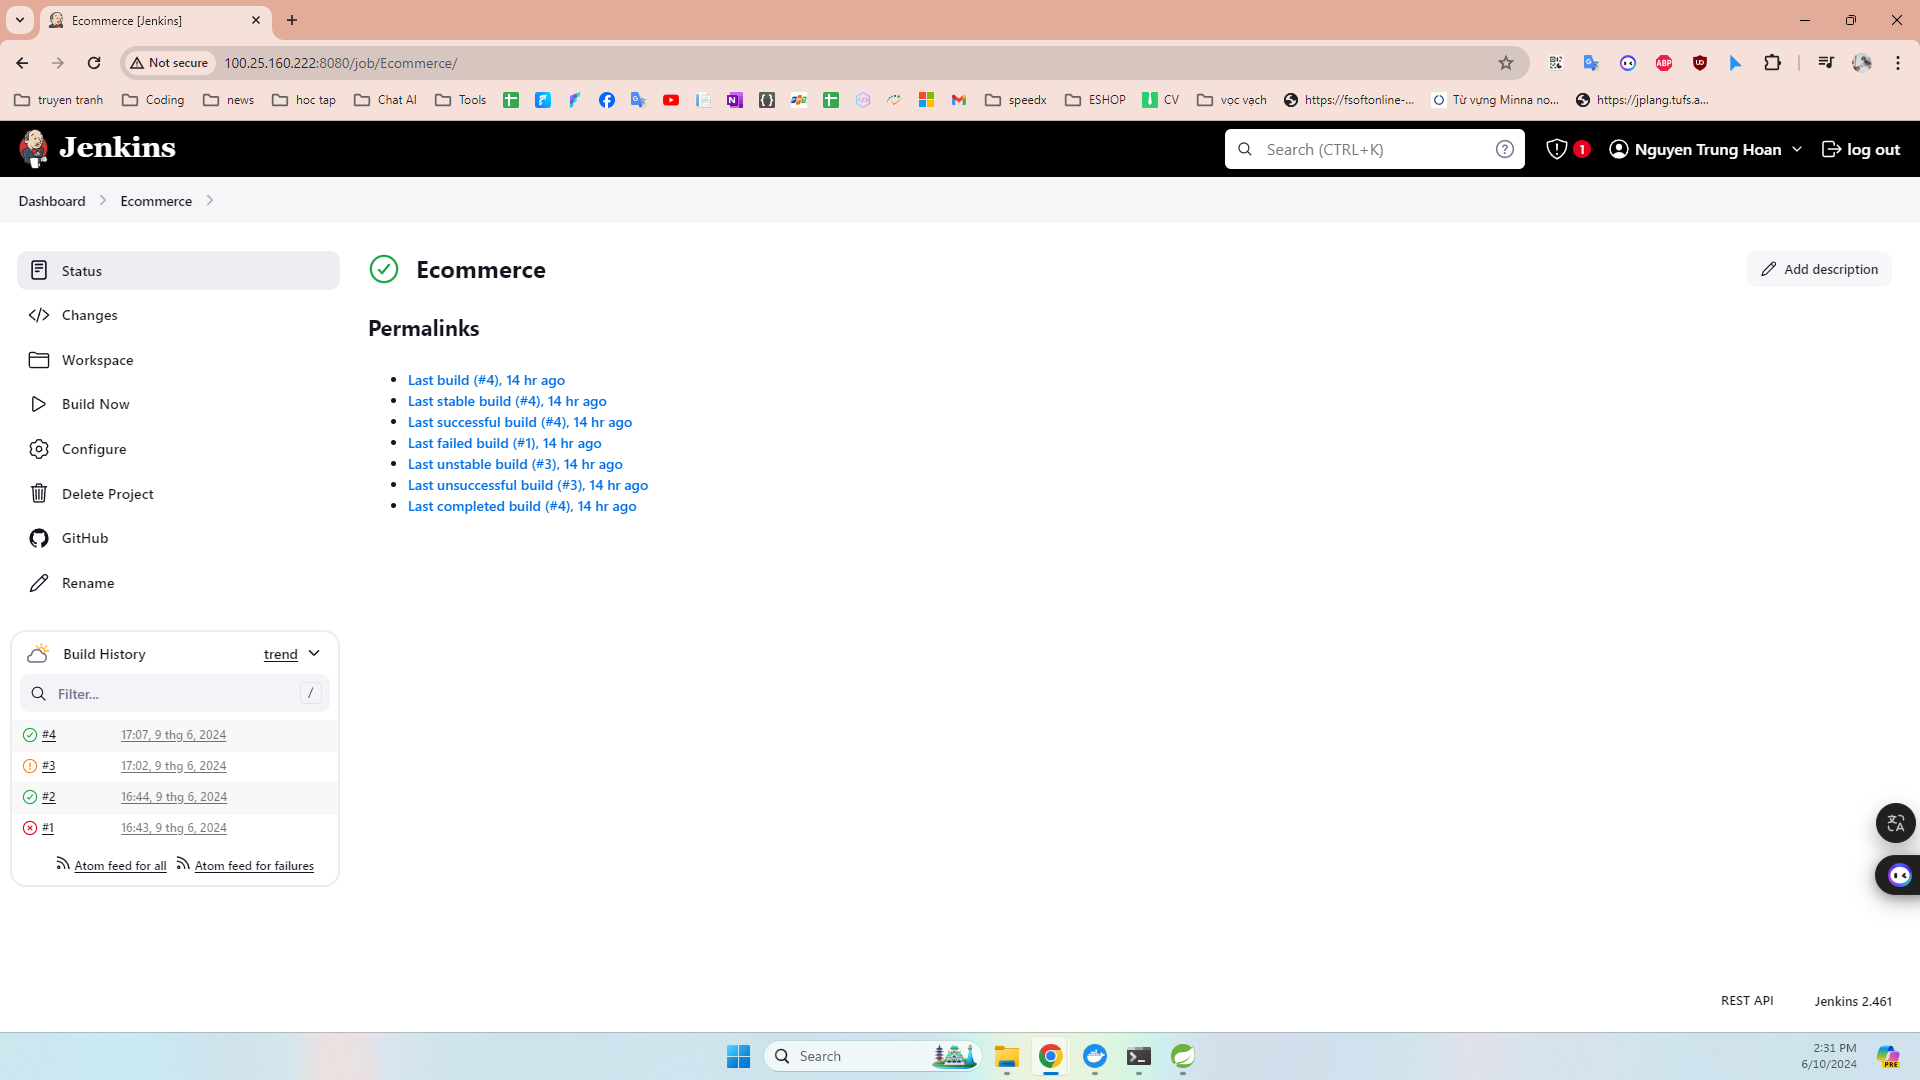 Ecommerce [Jenkins]
Not secure
100.25.160.222:8080/job/Ecommerce/
truyen tranh
Coding
news
hoc tap
Chat AI
Tools
speedx
ESHOP
CV
vọc vạch
https://fsoftonline-...
Từ vựng Minna no...
https://jplang.tufs.a...
Jenkins
Search (CTRL+K)
1
Nguyen Trung Hoan
log out
Dashboard
Ecommerce
Status
Changes
Workspace
Build Now
Configure
Delete Project
GitHub
Rename
Ecommerce
Add description
Permalinks
Last build (#4), 14 hr ago
Last stable build (#4), 14 hr ago
Last successful build (#4), 14 hr ago
Last failed build (#1), 14 hr ago
Last unstable build (#3), 14 hr ago
Last unsuccessful build (#3), 14 hr ago
Last completed build (#4), 14 hr ago
Build History
trend
Filter...
/
#4 17:07, 9 thg 6, 2024
#3 17:02, 9 thg 6, 2024
#2 16:44, 9 thg 6, 2024
#1 16:43, 9 thg 6, 2024
Atom feed for all
Atom feed for failures
REST API
Jenkins 2.461
Search
2:31 PM
6/10/2024
PRE
ABP